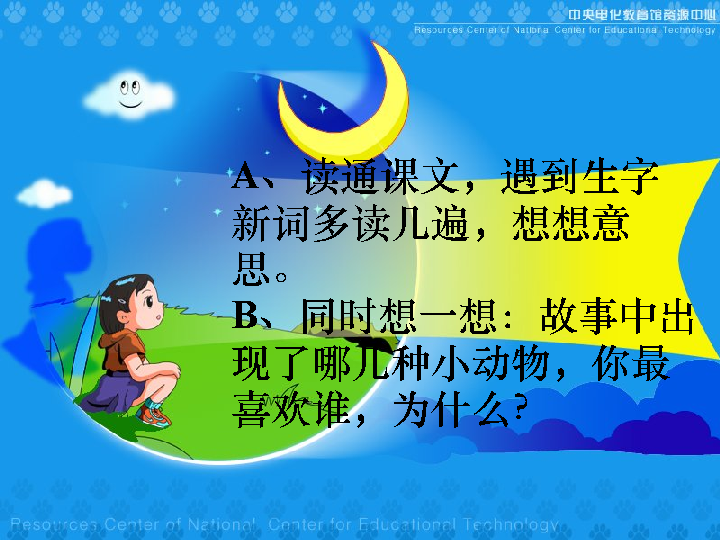 中央电化教育馆资源中心
Resources Center of National Center for Educational Technology
A、读通课文，遇到生字
新词多读几遍，想想意
思。
B、同时想一想：故事中出
现了哪几种小动物，你最
喜欢谁，为什么?
Resources Center of National Center for Educational Technology